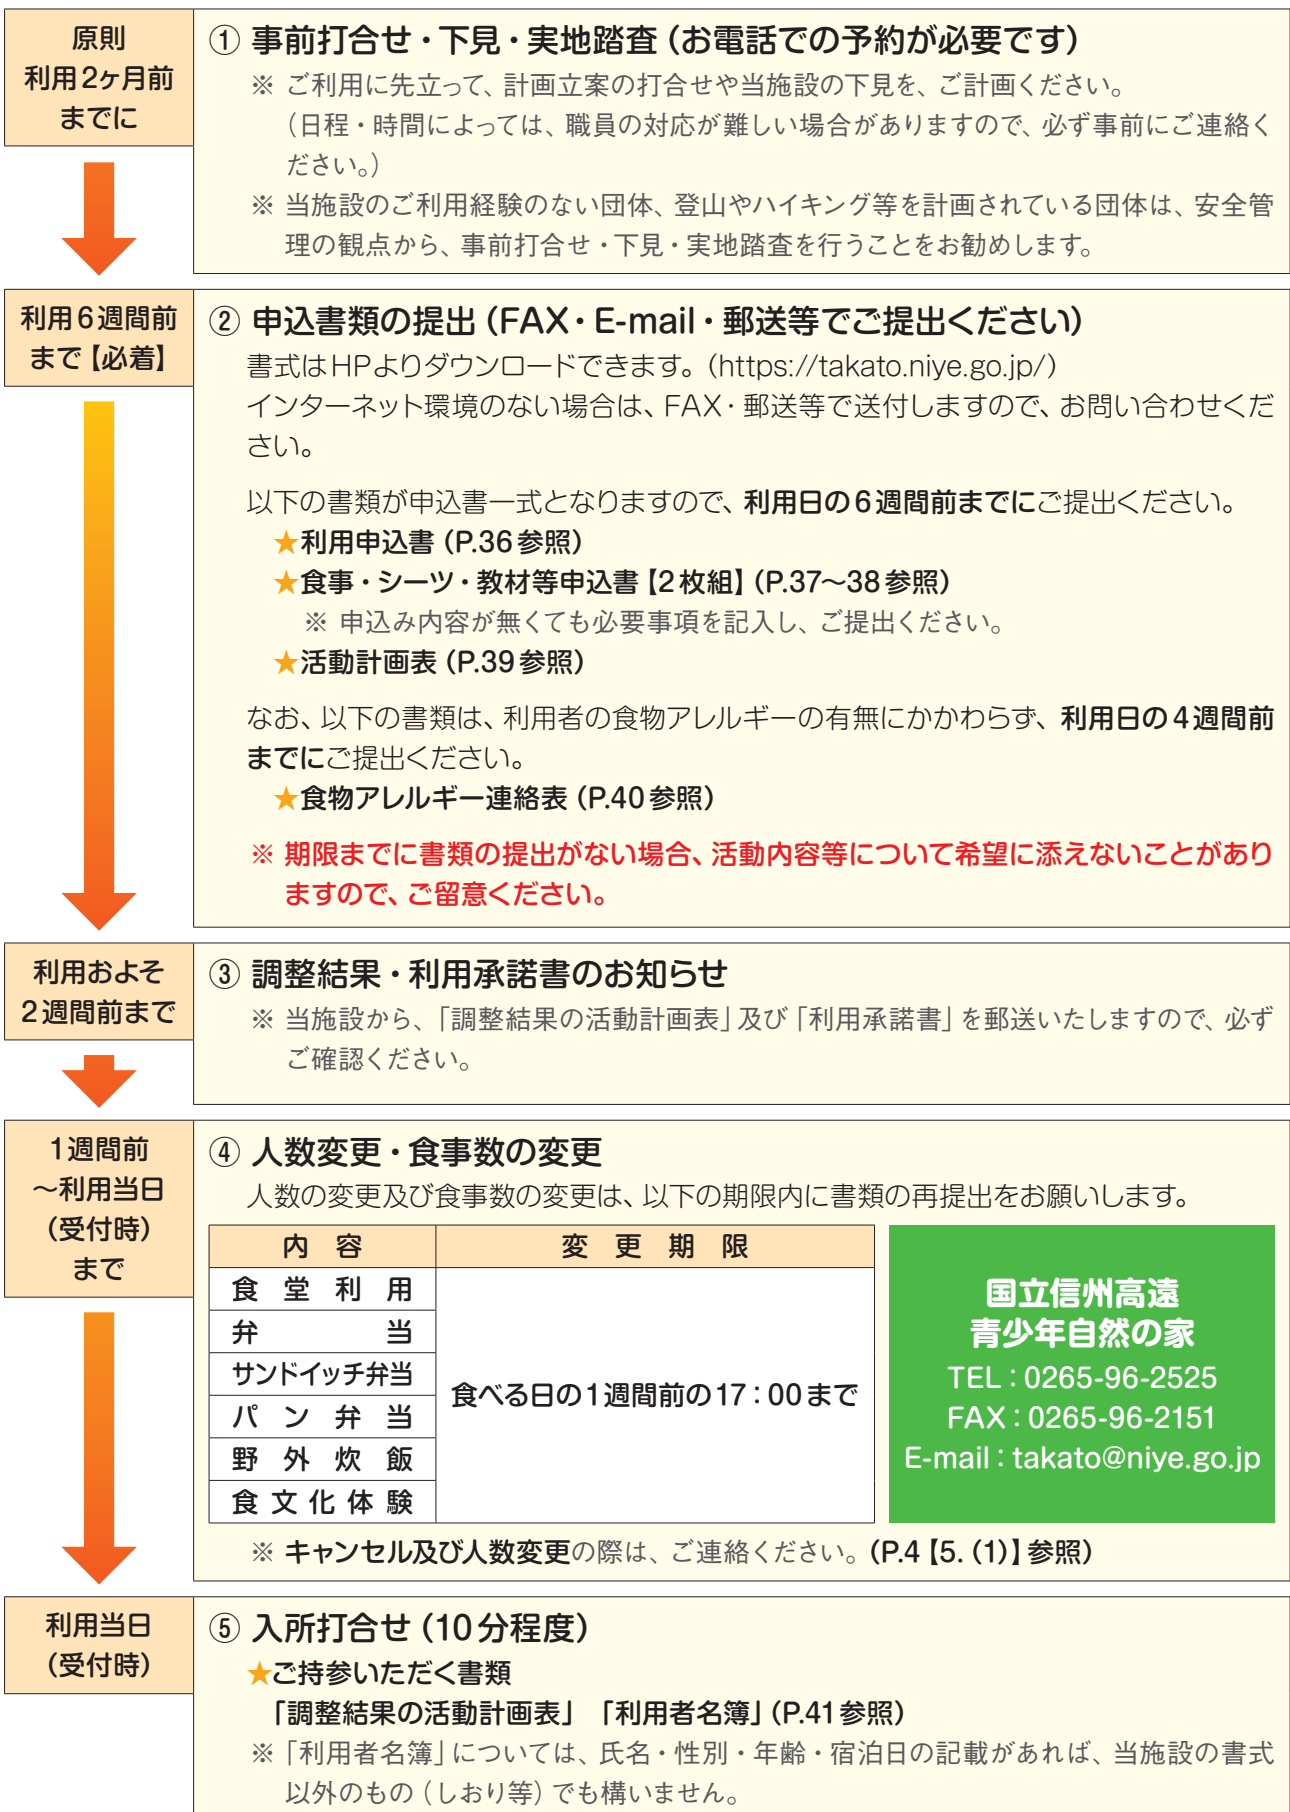 原則
利用2ヶ月前
までに
① 事前打合せ・下見・実地踏査（お電話での予約が必要です）
※ ご利用に先立って、計画立案の打合せや当施設の下見を、ご計画ください。
（日程・時間によっては、職員の対応が難しい場合がありますので、必ず事前にご連絡く
ださい。）
※ 当施設のご利用経験のない団体、登山やハイキング等を計画されている団体は、安全管
理の観点から、事前打合せ・下見・実地踏査を行うことをお勧めします。
利用6週間前
まで【必着】
② 申込書類の提出（FAX・E-mail・郵送等でご提出ください）
書式はHPよりダウンロードできます。（https://takato.niye.go.jp/）
インターネット環境のない場合は、FAX・郵送等で送付しますので、お問い合わせくだ
さい。
以下の書類が申込書一式となりますので、利用日の6週間前までにご提出ください。
★利用申込書（P.36参照）
★食事・シーツ・教材等申込書【2枚組】（P.37〜38参照）
※ 申込み内容が無くても必要事項を記入し、ご提出ください。
★活動計画表（P.39参照）
なお、以下の書類は、利用者の食物アレルギーの有無にかかわらず、利用日の4週間前
までにご提出ください。
★食物アレルギー連絡表（P.40参照）
※ 期限までに書類の提出がない場合、活動内容等について希望に添えないことがあり
ますので、ご留意ください。
利用およそ
2週間前まで
③ 調整結果・利用承諾書のお知らせ
※ 当施設から、「調整結果の活動計画表」及び「利用承諾書」を郵送いたしますので、必ず
ご確認ください。
1週間前
〜利用当日
（受付時）
まで
④ 人数変更・食事数の変更
人数の変更及び食事数の変更は、以下の期限内に書類の再提出をお願いします。
内 容
変 更 期 限
食 堂 利 用
弁 当
サンドイッチ弁当
パ ン 弁 当
野 外 炊 飯
食 文 化 体 験
食べる日の1週間前の17：00まで
国立信州高遠
青少年自然の家
TEL：0265-96-2525
FAX：0265-96-2151
E-mail：takato@niye.go.jp
※ キャンセル及び人数変更の際は、ご連絡ください。（P.4【5.（1）】参照）
利用当日
（受付時）
⑤ 入所打合せ（10分程度）
★ご持参いただく書類
「調整結果の活動計画表」 「利用者名簿」（P.41参照）
※「利用者名簿」については、氏名・性別・年齢・宿泊日の記載があれば、当施設の書式
以外のもの（しおり等）でも構いません。